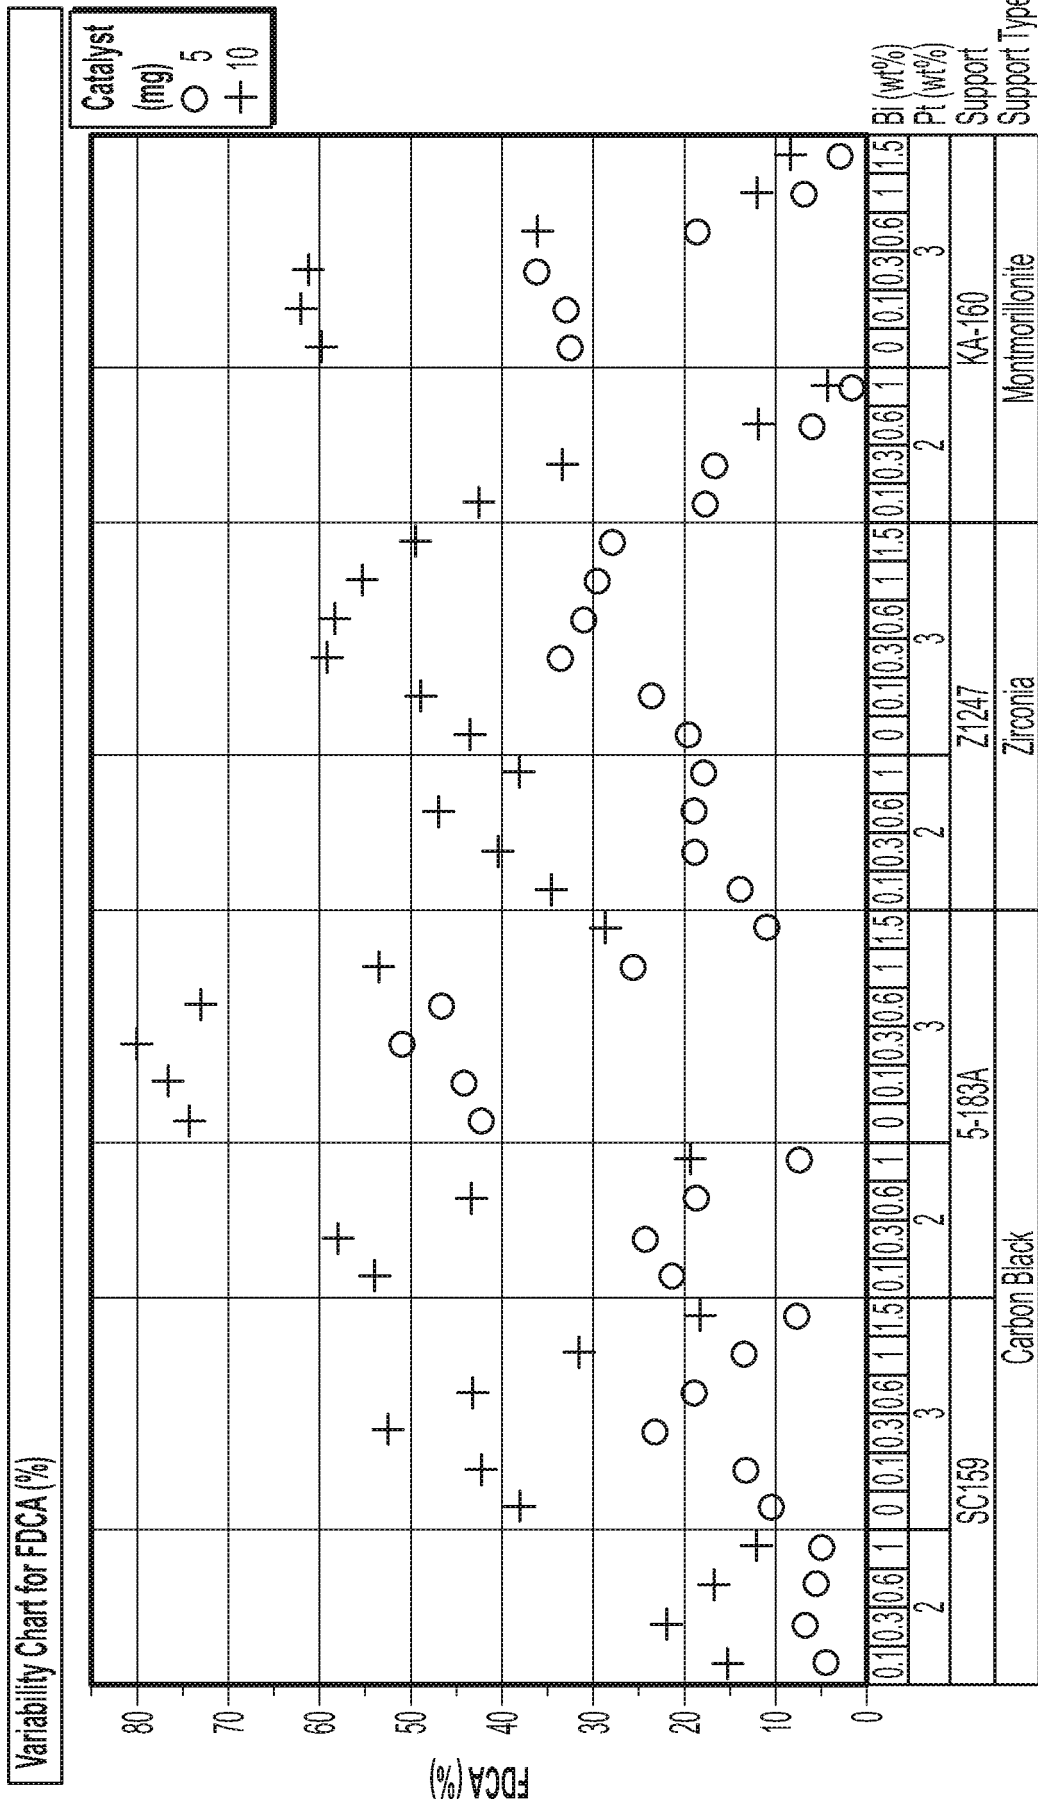 Variability Chart for FDCA (%)
Catalyst
(mg)
5
10
FDCA (%)
80
70
60
50
40
30
20
10
0
0.1 0.3 0.6 1 0 0.1 0.3 0.6 1 1.5 0.1 0.3 0.6 1 0 0.1 0.3 0.6 1 1.5 0.1 0.3 0.6 1 0 0.1 0.3 0.6 1 1.5 0.1 0.3 0.6 1 0 0.1 0.3 0.6 1 1.5 Bi (wt%)
2 3 2 3 2 3 2 3 Pt (wt%)
SC159 5-183A Z1247 KA-160 Support
Carbon Black Zirconia Montmorillonite Support Type